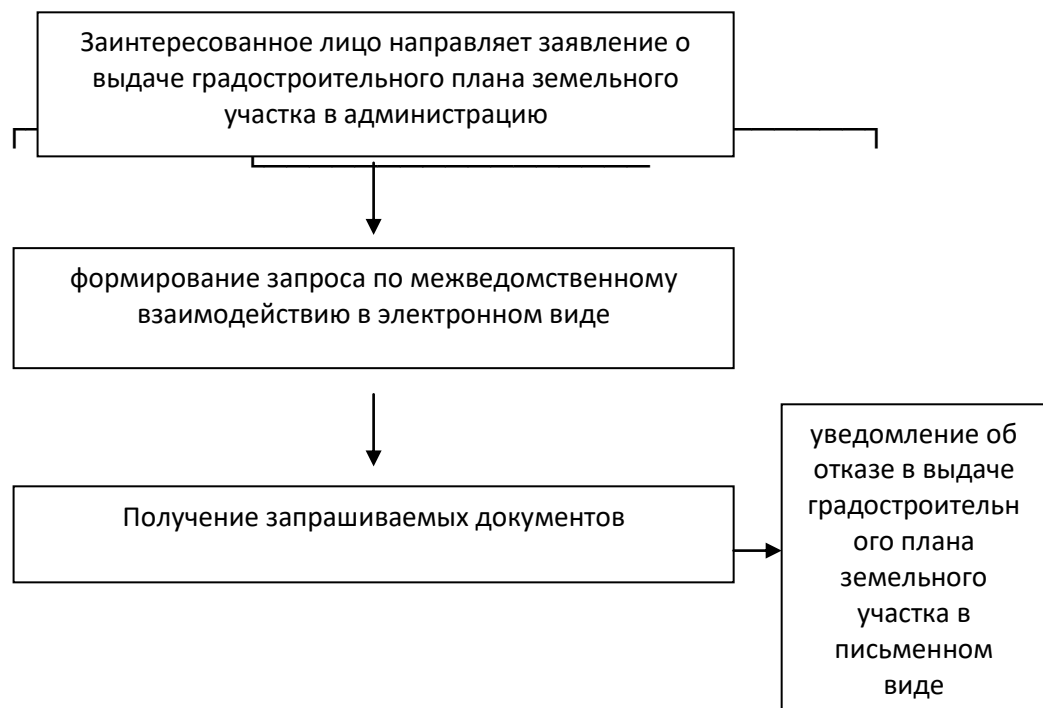 Заинтересованное лицо направляет заявление о
выдаче градостроительного плана земельного
участка в администрацию
формирование запроса по межведомственному
взаимодействию в электронном виде
Получение запрашиваемых документов
уведомление об
отказе в выдаче
градостроительн
ого плана
земельного
участка в
письменном
виде